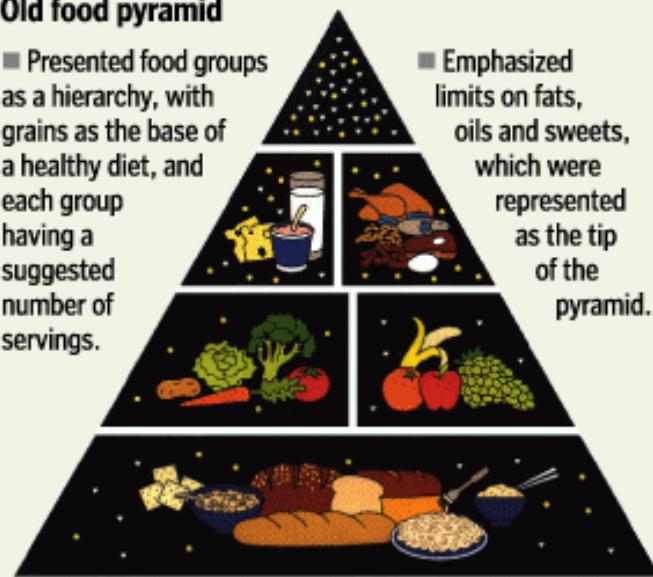 Old food pyramid
Presented food groups
as a hierarchy, with
grains as the base of
a healthy diet, and
each group
having a
suggested
number of
servings.
Emphasized
limits on fats,
oils and sweets,
which were
represented
as the tip
of the
pyramid.